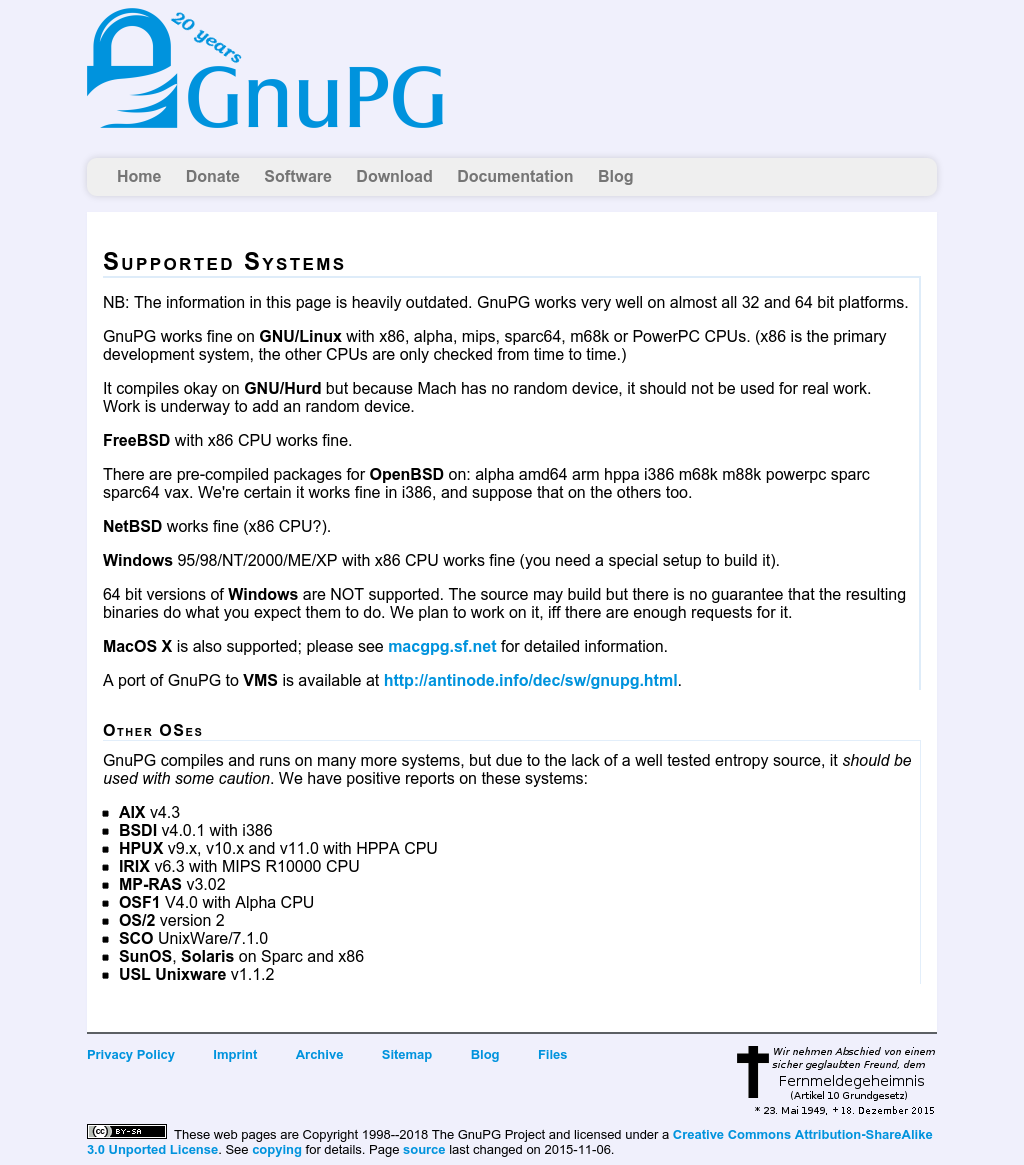 20 years
GnuPG
Home Donate Software Download Documentation Blog
Supported Systems
NB: The information in this page is heavily outdated. GnuPG works very well on almost all 32 and 64 bit platforms.
GnuPG works fine on GNU/Linux with x86, alpha, mips, sparc64, m68k or PowerPC CPUs. (x86 is the primary
development system, the other CPUs are only checked from time to time.)
It compiles okay on GNU/Hurd but because Mach has no random device, it should not be used for real work.
Work is underway to add an random device.
FreeBSD with x86 CPU works fine.
There are pre-compiled packages for OpenBSD on: alpha amd64 arm hppa i386 m68k m88k powerpc sparc
sparc64 vax. We're certain it works fine in i386, and suppose that on the others too.
NetBSD works fine (x86 CPU?).
Windows 95/98/NT/2000/ME/XP with x86 CPU works fine (you need a special setup to build it).
64 bit versions of Windows are NOT supported. The source may build but there is no guarantee that the resulting
binaries do what you expect them to do. We plan to work on it, iff there are enough requests for it.
MacOS X is also supported; please see macgpg.sf.net for detailed information.
A port of GnuPG to VMS is available at http://antinode.info/dec/sw/gnupg.html.
Other OSes
GnuPG compiles and runs on many more systems, but due to the lack of a well tested entropy source, it should be
used with some caution. We have positive reports on these systems:
AIX v4.3
BSDI v4.0.1 with i386
HPUX v9.x, v10.x and v11.0 with HPPA CPU
IRIX v6.3 with MIPS R10000 CPU
MP-RAS v3.02
OSF1 V4.0 with Alpha CPU
OS/2 version 2
SCO UnixWare/7.1.0
SunOS, Solaris on Sparc and x86
USL Unixware v1.1.2
Privacy Policy Imprint Archive Sitemap Blog Files
Wir nehmen Abschied von einem
sicher geglaubten Freund, dem
Fernmeldegeheimnis
(Artikel 10 Grundgesetz)
* 23. Mai 1949, + 18. Dezember 2015
(cc) BY-SA These web pages are Copyright 1998--2018 The GnuPG Project and licensed under a Creative Commons Attribution-ShareAlike
3.0 Unported License. See copying for details. Page source last changed on 2015-11-06.